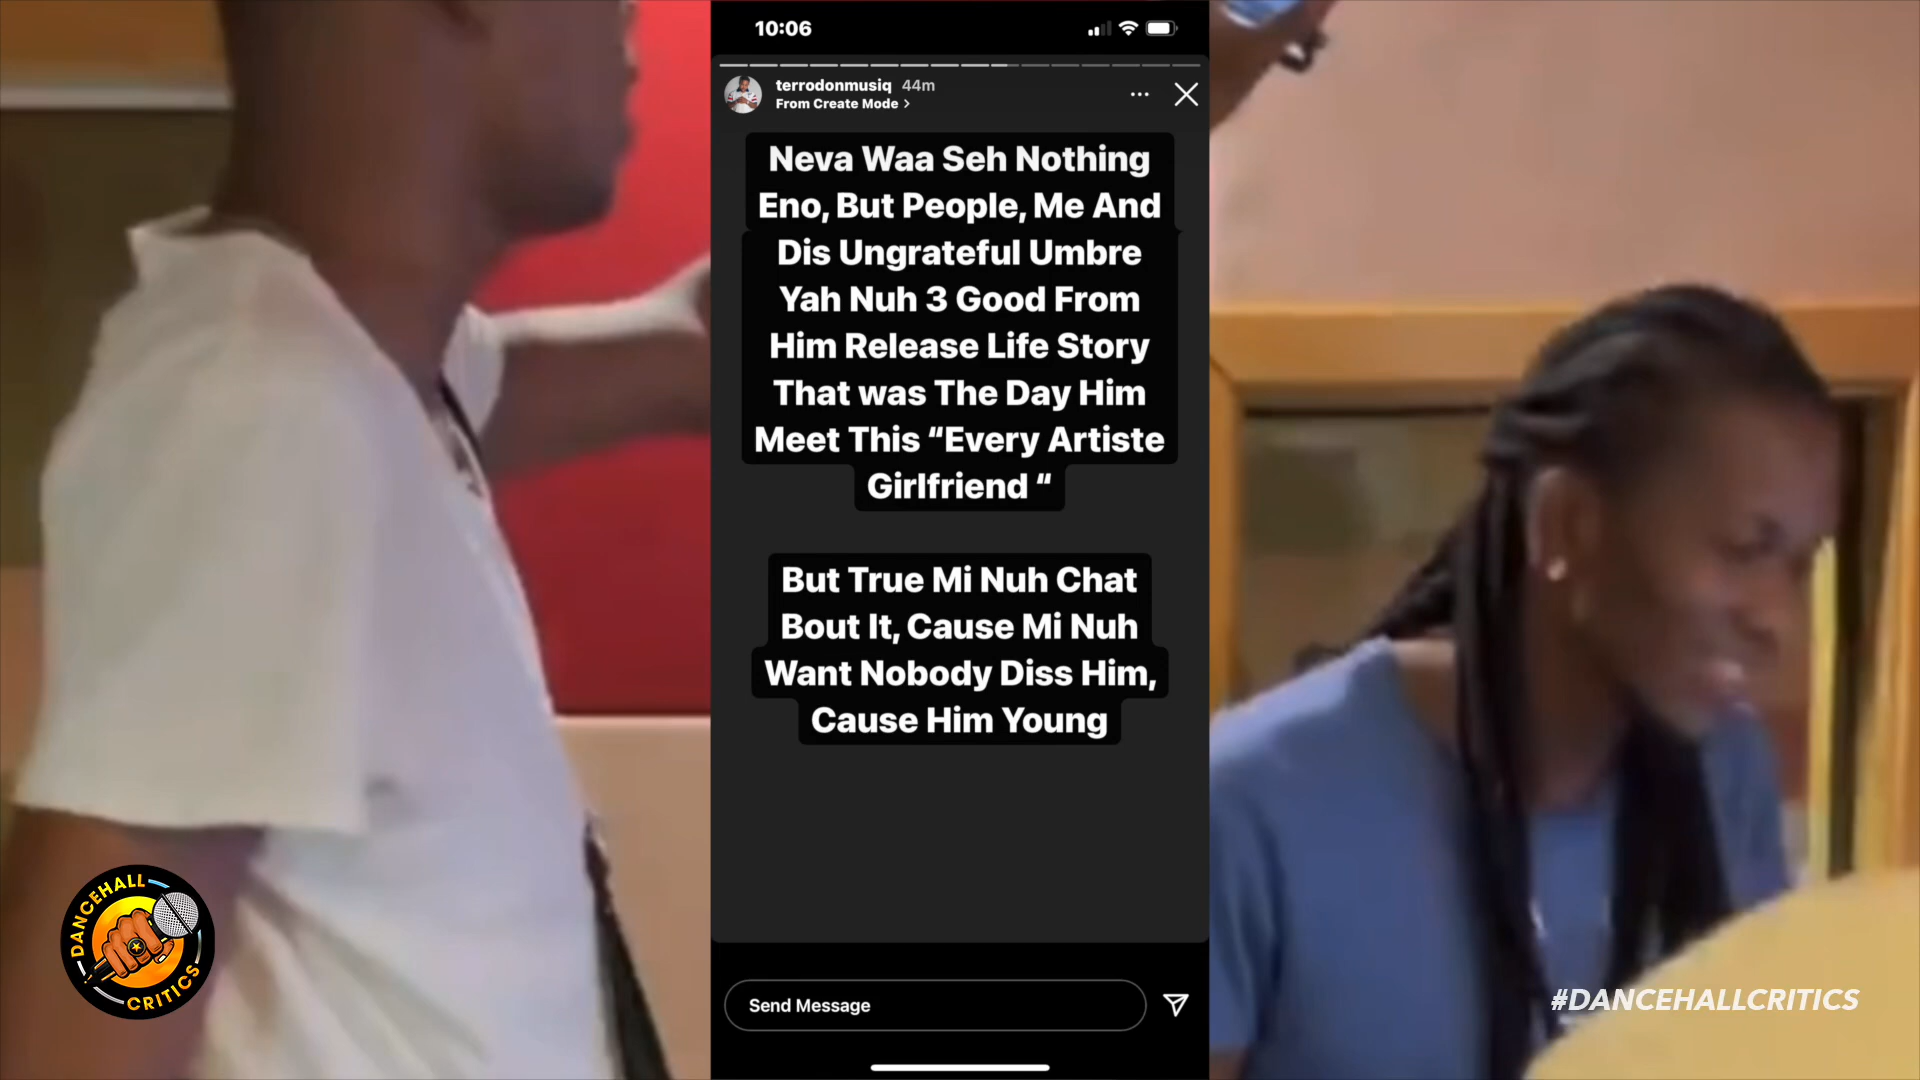 10:06
terrodonmusiq 44m
From Create Mode >
Neva Waa Seh Nothing
Eno, But People, Me And
Dis Ungrateful Umbre
Yah Nuh 3 Good From
Him Release Life Story
That was The Day Him
Meet This “Every Artiste
Girlfriend “
But True Mi Nuh Chat
Bout It, Cause Mi Nuh
Want Nobody Diss Him,
Cause Him Young
Send Message
DANCEHALL
CRITICS
#DANCEHALLCRITICS